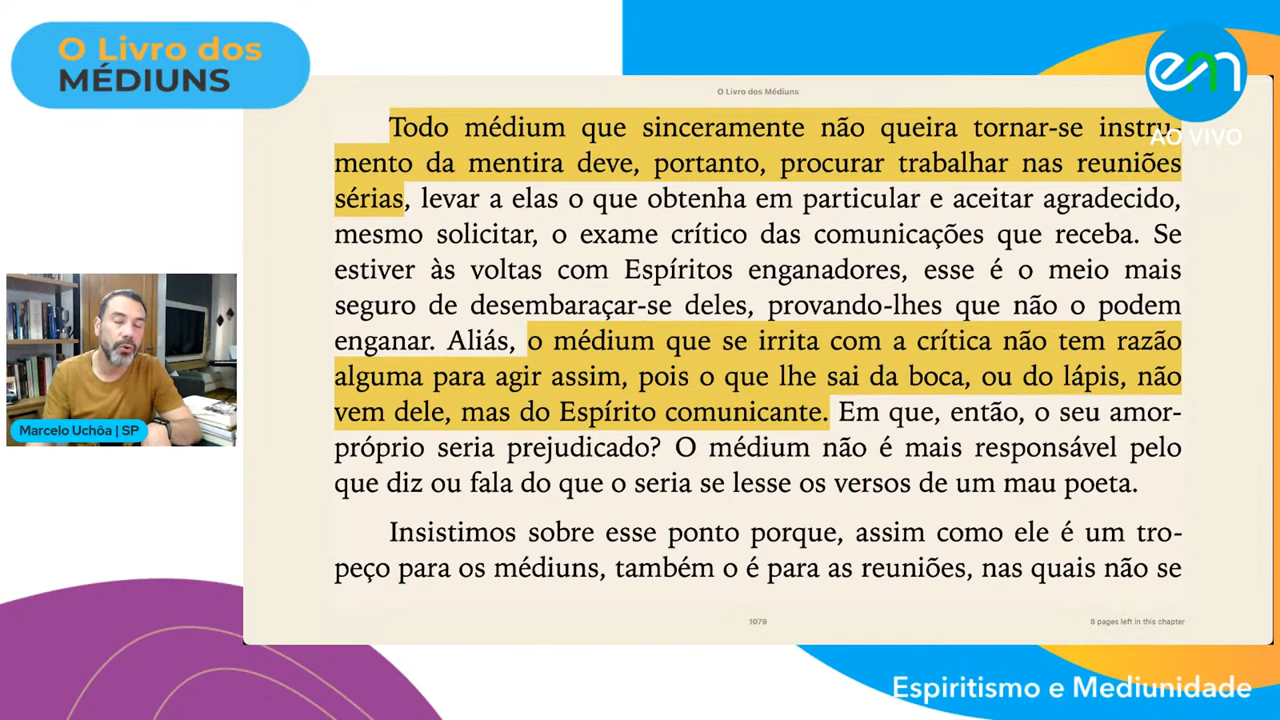 O Livro dos
MÉDIUNS
em
AO VIVO
O Livro dos Médiuns
Todo médium que sinceramente não queira tornar-se instru-
mento da mentira deve, portanto, procurar trabalhar nas reuniões
sérias, levar a elas o que obtenha em particular e aceitar agradecido,
mesmo solicitar, o exame crítico das comunicações que receba. Se
estiver às voltas com Espíritos enganadores, esse é o meio mais
seguro de desembaraçar-se deles, provando-lhes que não o podem
enganar. Aliás, o médium que se irrita com a crítica não tem razão
alguma para agir assim, pois o que lhe sai da boca, ou do lápis, não
vem dele, mas do Espírito comunicante. Em que, então, o seu amor-
próprio seria prejudicado? O médium não é mais responsável pelo
que diz ou fala do que o seria se lesse os versos de um mau poeta.
Insistimos sobre esse ponto porque, assim como ele é um tro-
peço para os médiuns, também o é para as reuniões, nas quais não se
1079
8 pages left in this chapter
Marcelo Uchôa | SP
Espiritismo e Mediunidade